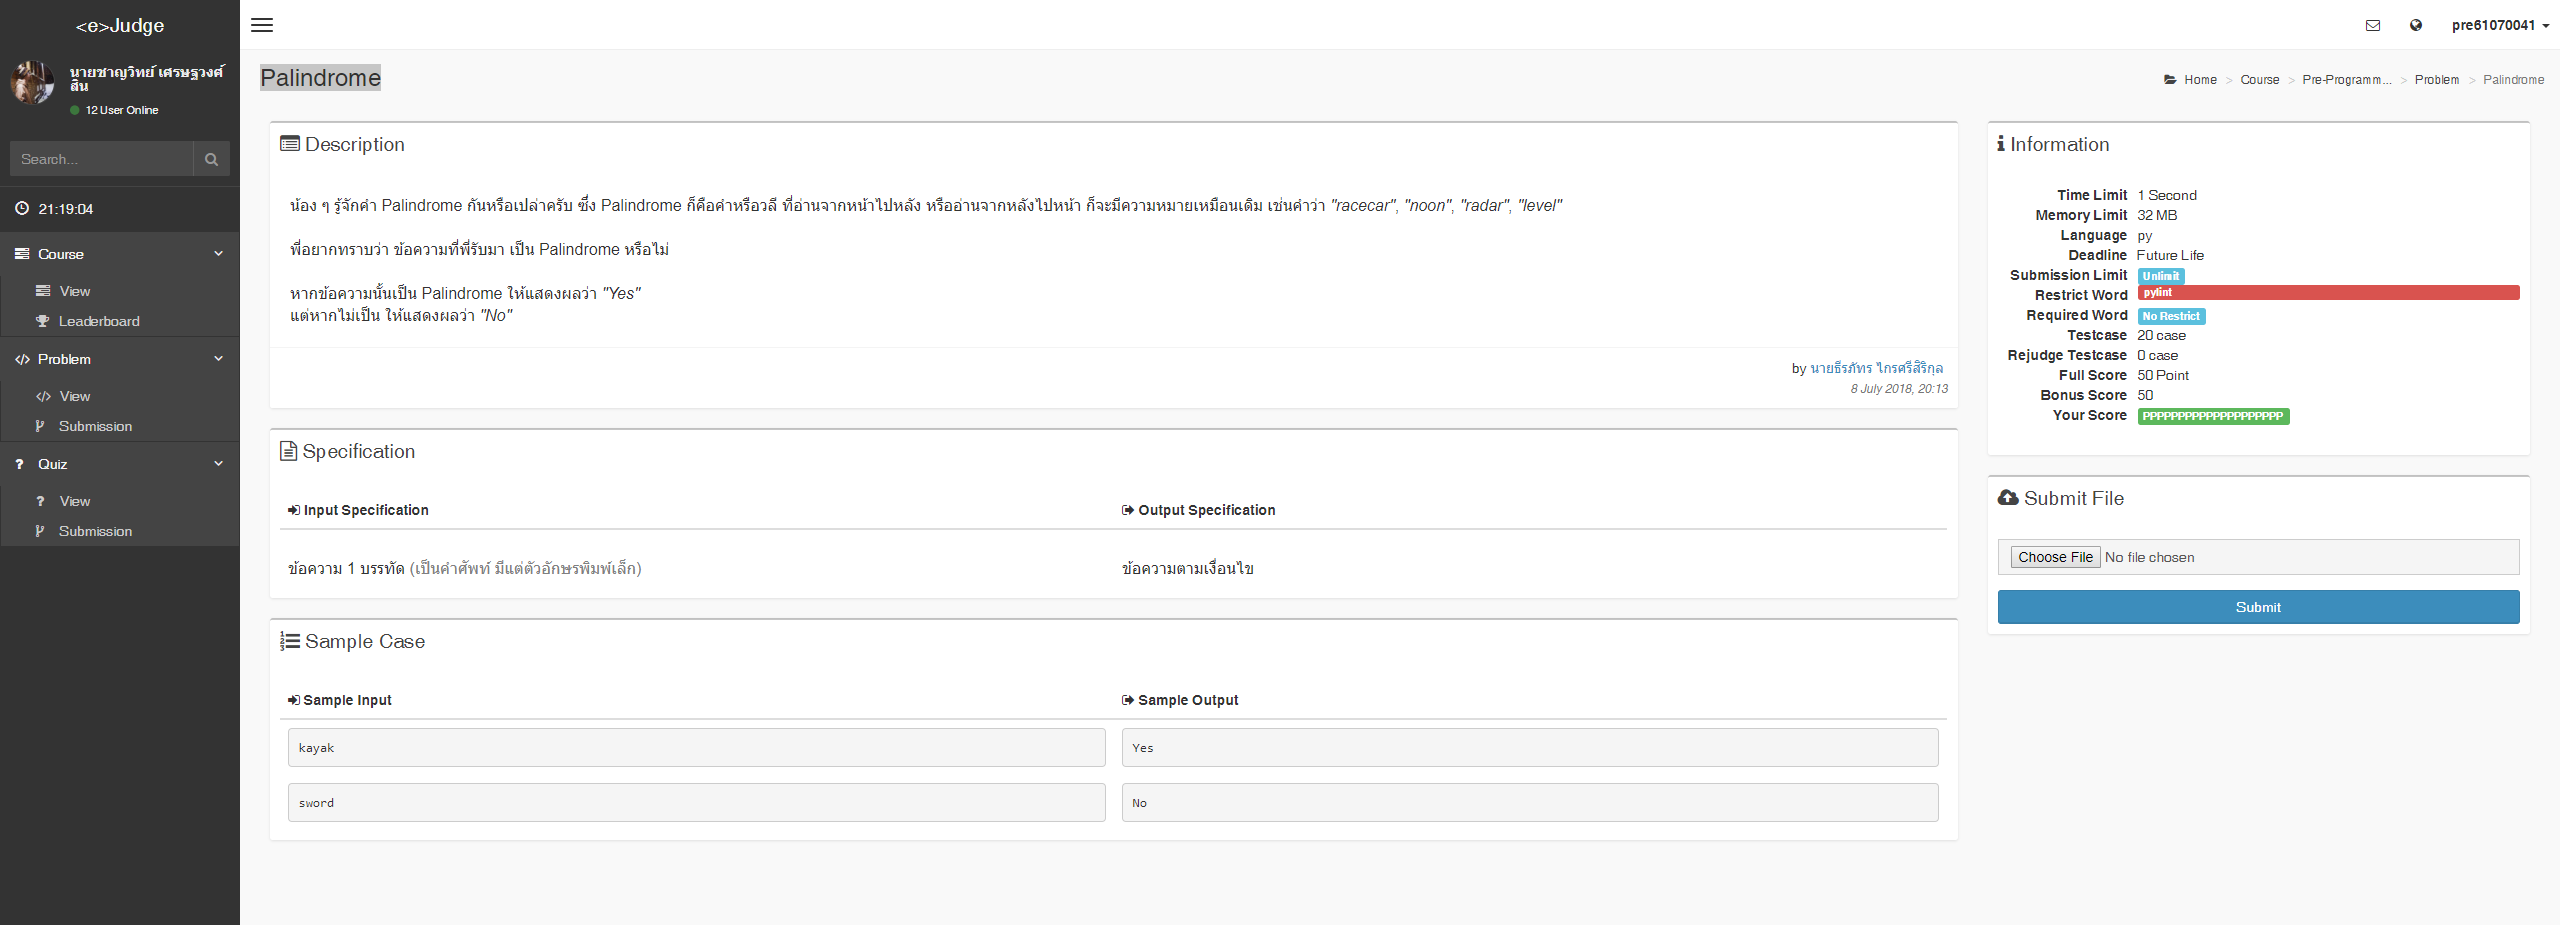 <e>Judge
pre61070041
นายชาญวิทย์ เศรษฐวงศ์
สิน
12 User Online
Search...
21:19:04
Course
View
Leaderboard
Problem
View
Submission
Quiz
View
Submission
Palindrome
Home > Course > Pre-Programm... > Problem > Palindrome
Description
น้อง ๆ รู้จักคำ Palindrome กันหรือเปล่าครับ ซึ่ง Palindrome ก็คือคำหรือวลี ที่อ่านจากหน้าไปหลัง หรืออ่านจากหลังไปหน้า ก็จะมีความหมายเหมือนเดิม เช่นคำว่า "racecar", "noon", "radar", "level"
พี่อยากทราบว่า ข้อความที่พี่รับมา เป็น Palindrome หรือไม่
หากข้อความนั้นเป็น Palindrome ให้แสดงผลว่า "Yes"
แต่หากไม่เป็น ให้แสดงผลว่า "No"
by นายธีรภัทร ไกรศรีสิริกุล
8 July 2018, 20:13
Specification
Input Specification
Output Specification
ข้อความ 1 บรรทัด (เป็นคำศัพท์ มีแต่ตัวอักษรพิมพ์เล็ก)
ข้อความตามเงื่อนไข
Sample Case
Sample Input
Sample Output
kayak
Yes
sword
No
Information
Time Limit 1 Second
Memory Limit 32 MB
Language py
Deadline Future Life
Submission Limit Unlimit
Restrict Word pylint
Required Word No Restrict
Testcase 20 case
Rejudge Testcase 0 case
Full Score 50 Point
Bonus Score 50
Your Score PPPPPPPPPPPPPPPPPPPP
Submit File
Choose File No file chosen
Submit